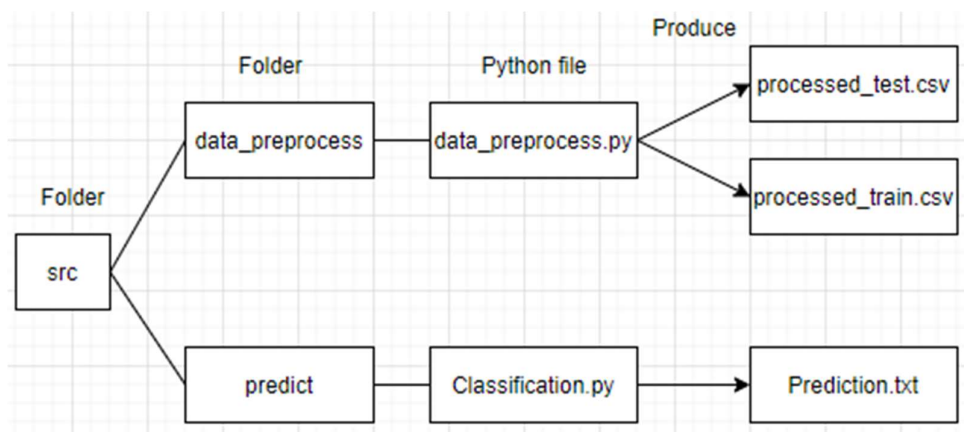 Produce
Folder
Python file
processed_test.csv
data_preprocess
data_preprocess.py
Folder
processed_train.csv
src
predict
Classification.py
Prediction.txt